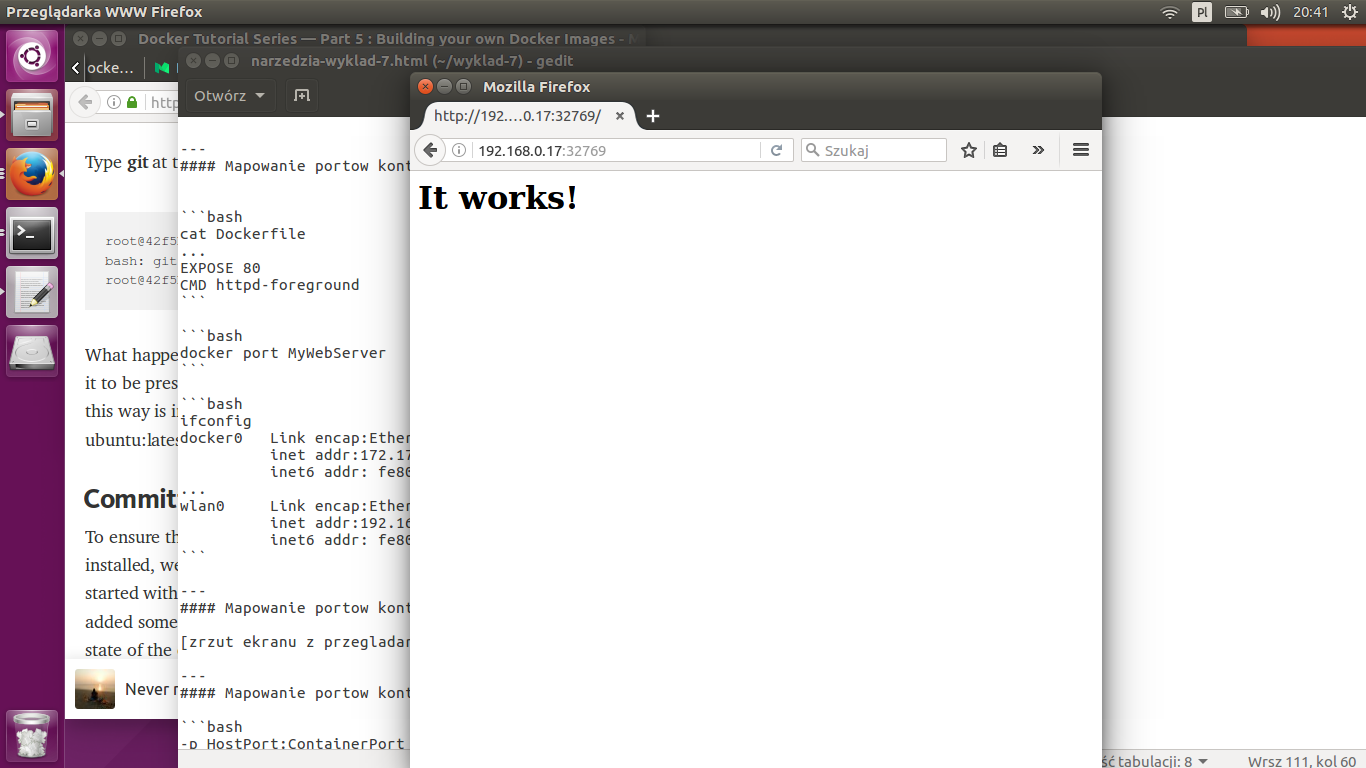 Przeglądarka WWW Firefox
Pl
20:41
Docker Tutorial Series — Part 5 : Building your own Docker Images -
narzedzia-wyklad-7.html (~/wyklad-7) - gedit
Mozilla Firefox
ocke...
http
Otwórz
http://192....0.17:32769/
192.168.0.17:32769
Szukaj
It works!
Type git at t
root@42f5
bash: git
root@42f5
What happe
it to be pres
this way is i
ubuntu:lates
Commit
To ensure th
installed, we
started with
added some
state of the
Never
---
#### Mapowanie portow kont
```bash
cat Dockerfile
...
EXPOSE 80
CMD httpd-foreground
```
```bash
docker port MyWebServer
```
```bash
ifconfig
docker0 Link encap:Ether
inet addr:172.17
inet6 addr: fe80
...
wlan0 Link encap:Ether
inet addr:192.16
inet6 addr: fe80
```
---
#### Mapowanie portow kont
[zrzut ekranu z przegladar
---
#### Mapowanie portow kont
```bash
-p HostPort:ContainerPort
ść tabulacji: 8
Wrsz 111, kol 60